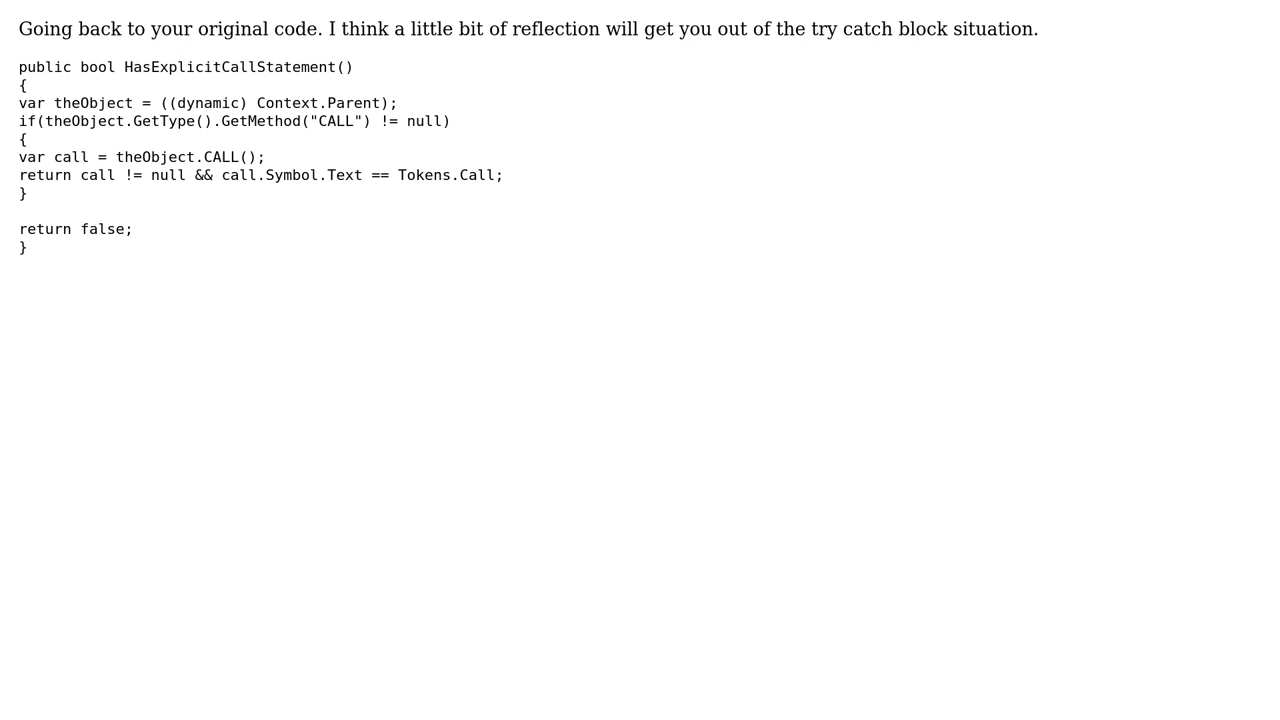 Going back to your original code. I think a little bit of reflection will get you out of the try catch block situation.
public bool HasExplicitCallStatement()
{
var theObject = ((dynamic) Context.Parent);
if(theObject.GetType().GetMethod("CALL") != null)
{
var call = theObject.CALL();
return call != null && call.Symbol.Text == Tokens.Call;
}
return false;
}